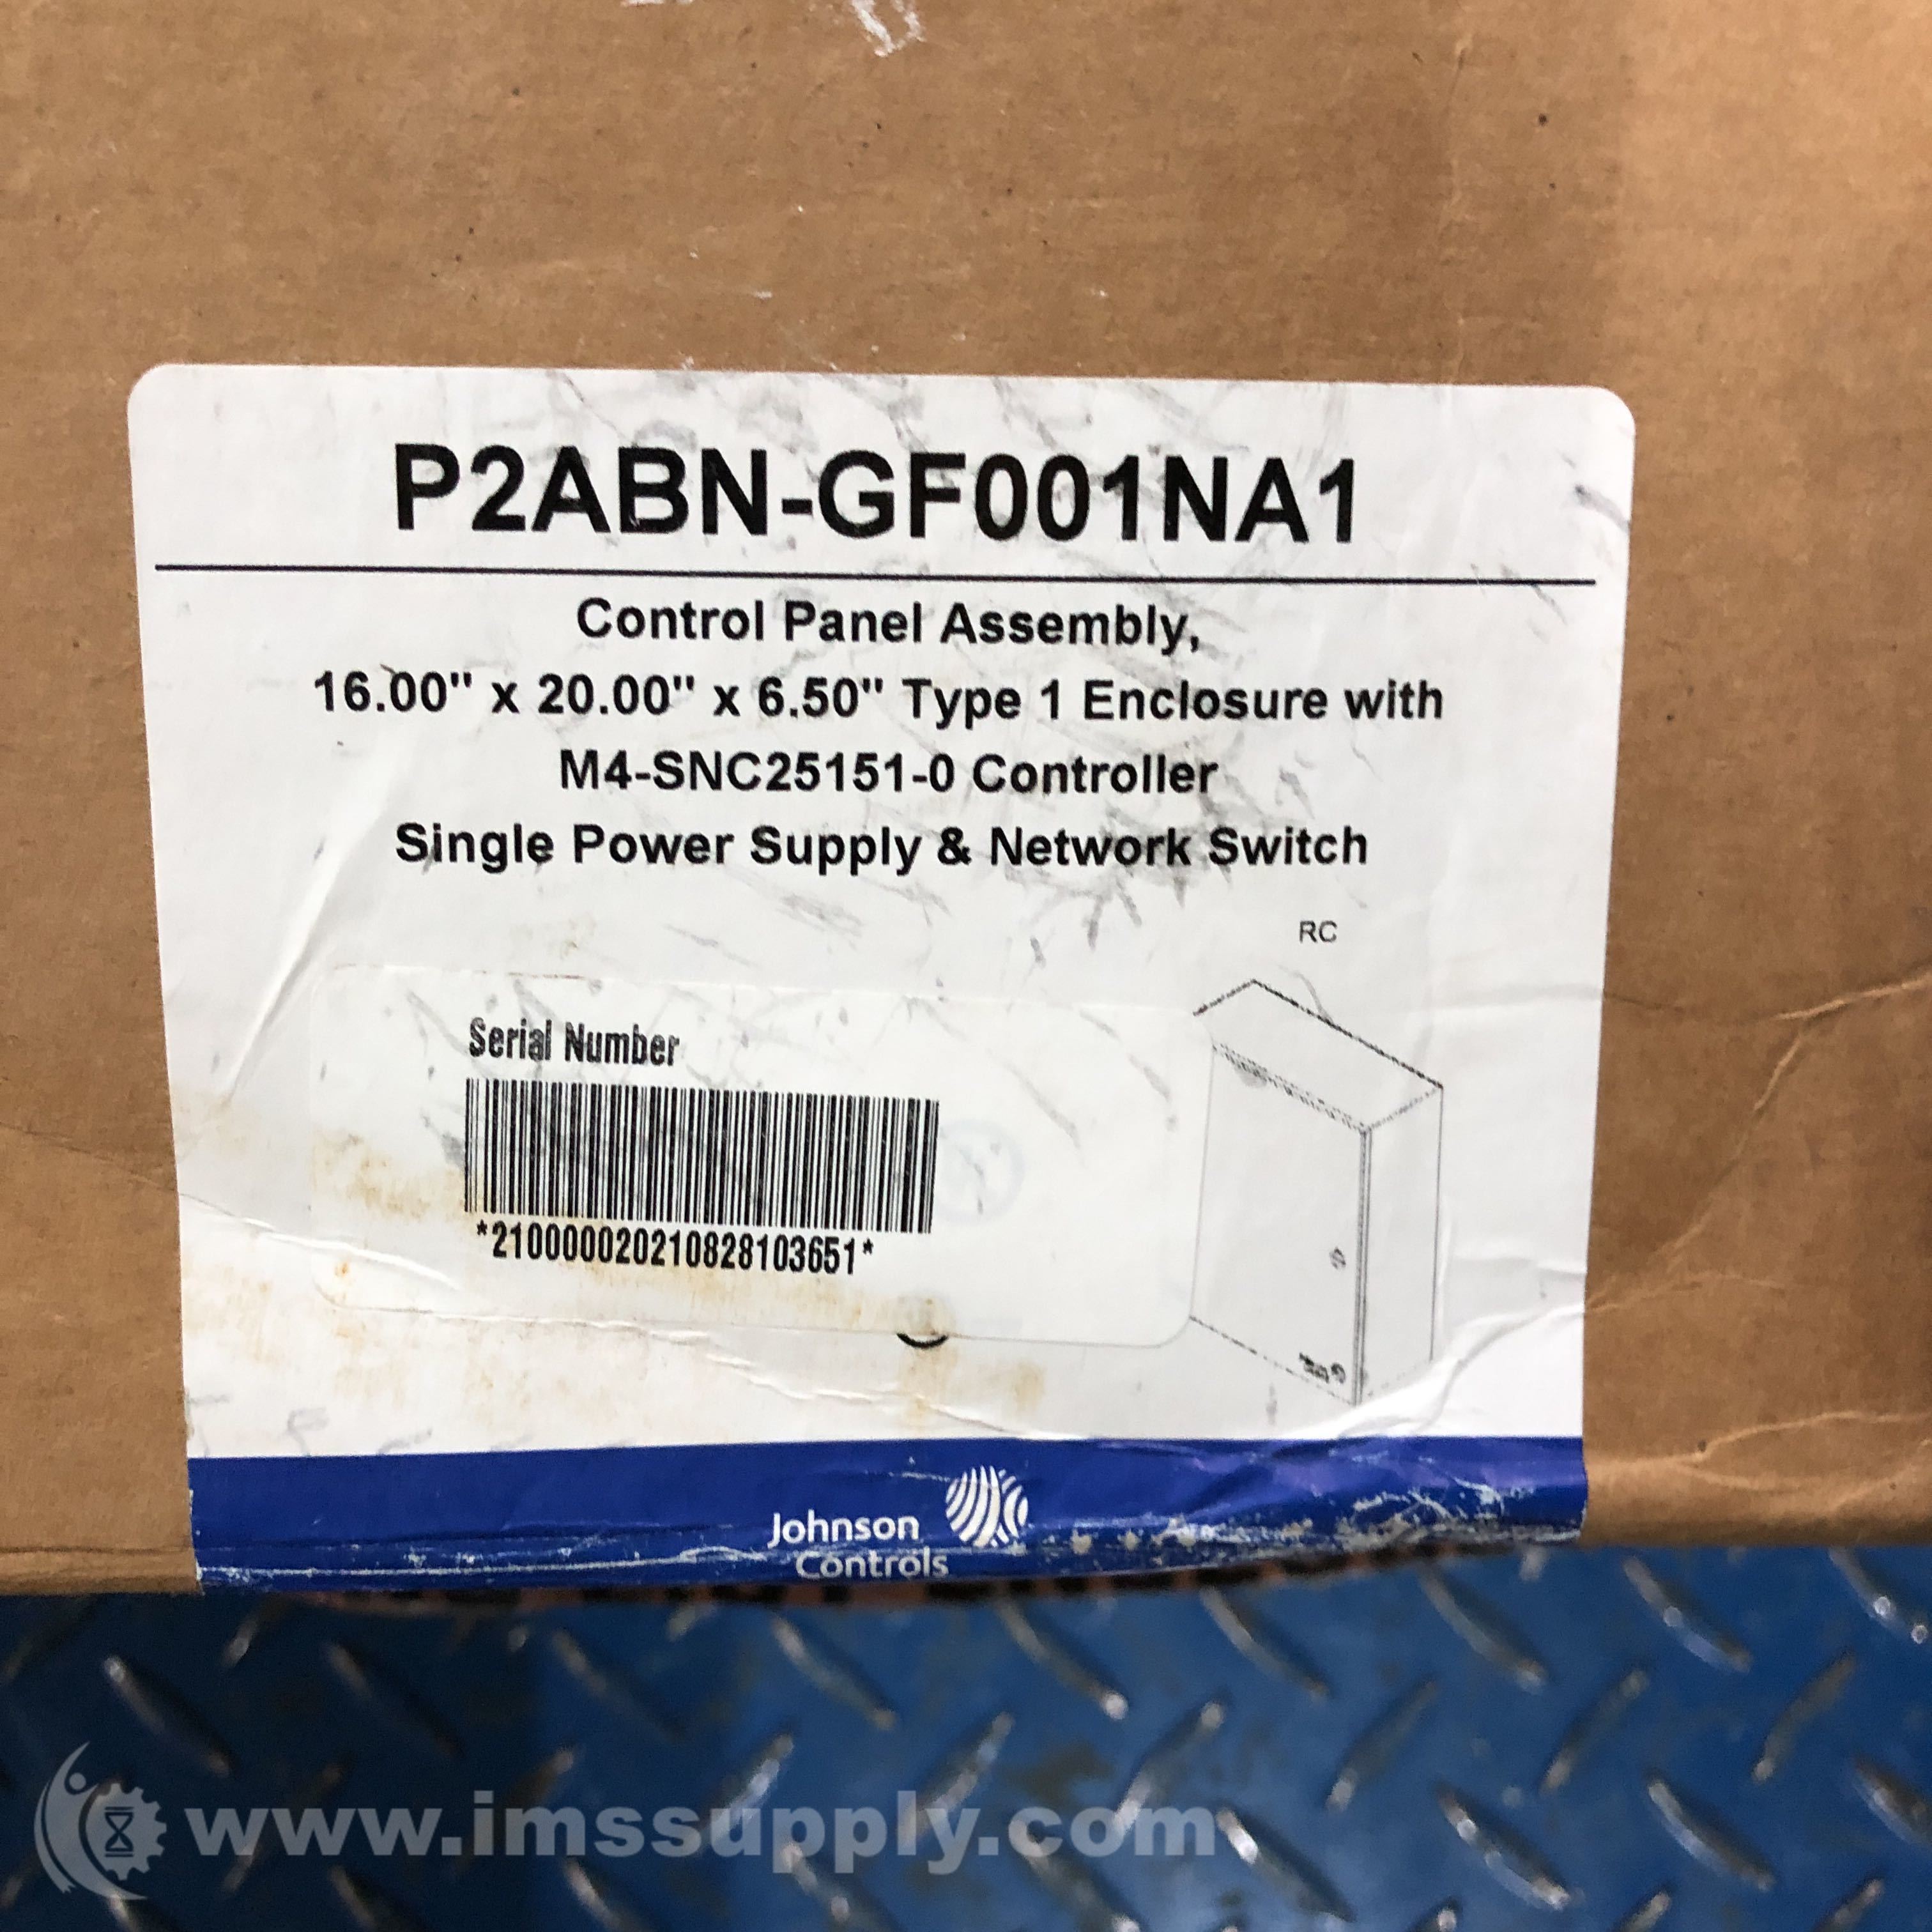 P2ABN-GF001NA1
Control Panel Assembly,
16.00" x 20.00" x 6.50" Type 1 Enclosure with
M4-SNC25151-0 Controller
Single Power Supply & Network Switch
RC
Serial Number
*210000020210828103651*
Johnson
Controls
www.imssupply.com